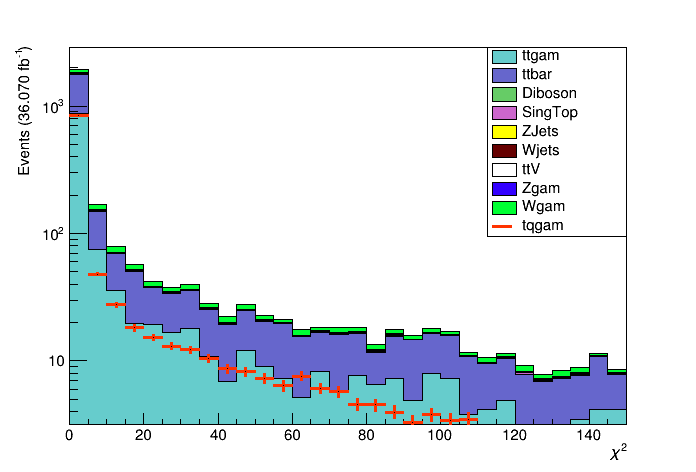 Events (36.070 fb⁻¹)
10³
10²
10
ttgam
ttbar
Diboson
SingTop
ZJets
Wjets
ttV
Zgam
Wgam
tqgam
0 20 40 60 80 100 120 140
χ²